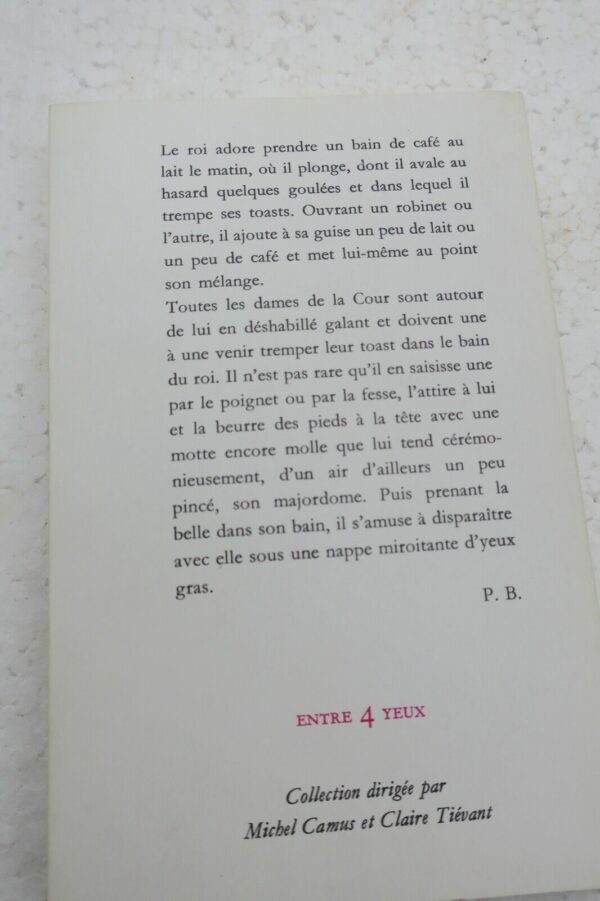 Le roi adore prendre un bain de café au
lait le matin, où il plonge, dont il avale au
hasard quelques goulées et dans lequel il
trempe ses toasts. Ouvrant un robinet ou
l'autre, il ajoute à sa guise un peu de lait ou
un peu de café et met lui-même au point
son mélange.
Toutes les dames de la Cour sont autour
de lui en déshabillé galant et doivent une
à une venir tremper leur toast dans le bain
du roi. Il n'est pas rare qu'il en saisisse une
par le poignet ou par la fesse, l'attire à lui
et la beurre des pieds à la tête avec une
motte encore molle que lui tend cérémo-
nieusement, d'un air d'ailleurs un peu
pincé, son majordome. Puis prenant la
belle dans son bain, il s'amuse à disparaître
avec elle sous une nappe miroitante d'yeux
gras.
P. B.
ENTRE 4 YEUX
Collection dirigée par
Michel Camus et Claire Tiévant